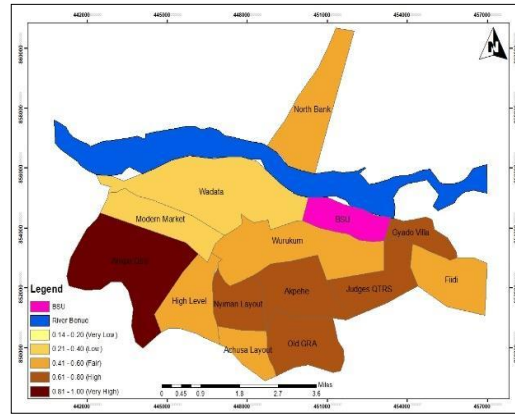 442000 445000 448000 451000 454000 457000
N
North Bank
Wadata
BSU
Modern Market
Gyado Villa
Wurukum
Fiidi
High Level
Nyiman Layout
Akpehe
Judges QTRS
Achusa Layout
Old GRA
Legend
BSU
River Benue
0.14 - 0.20 (Very Low)
0.21 - 0.40 (Low)
0.41 - 0.60 (Fair)
0.61 - 0.80 (High
0.81 - 1.00 (Very High)
Miles
0 0.45 0.9 1.8 2.7 3.6
442000 445000 448000 451000 454000 457000